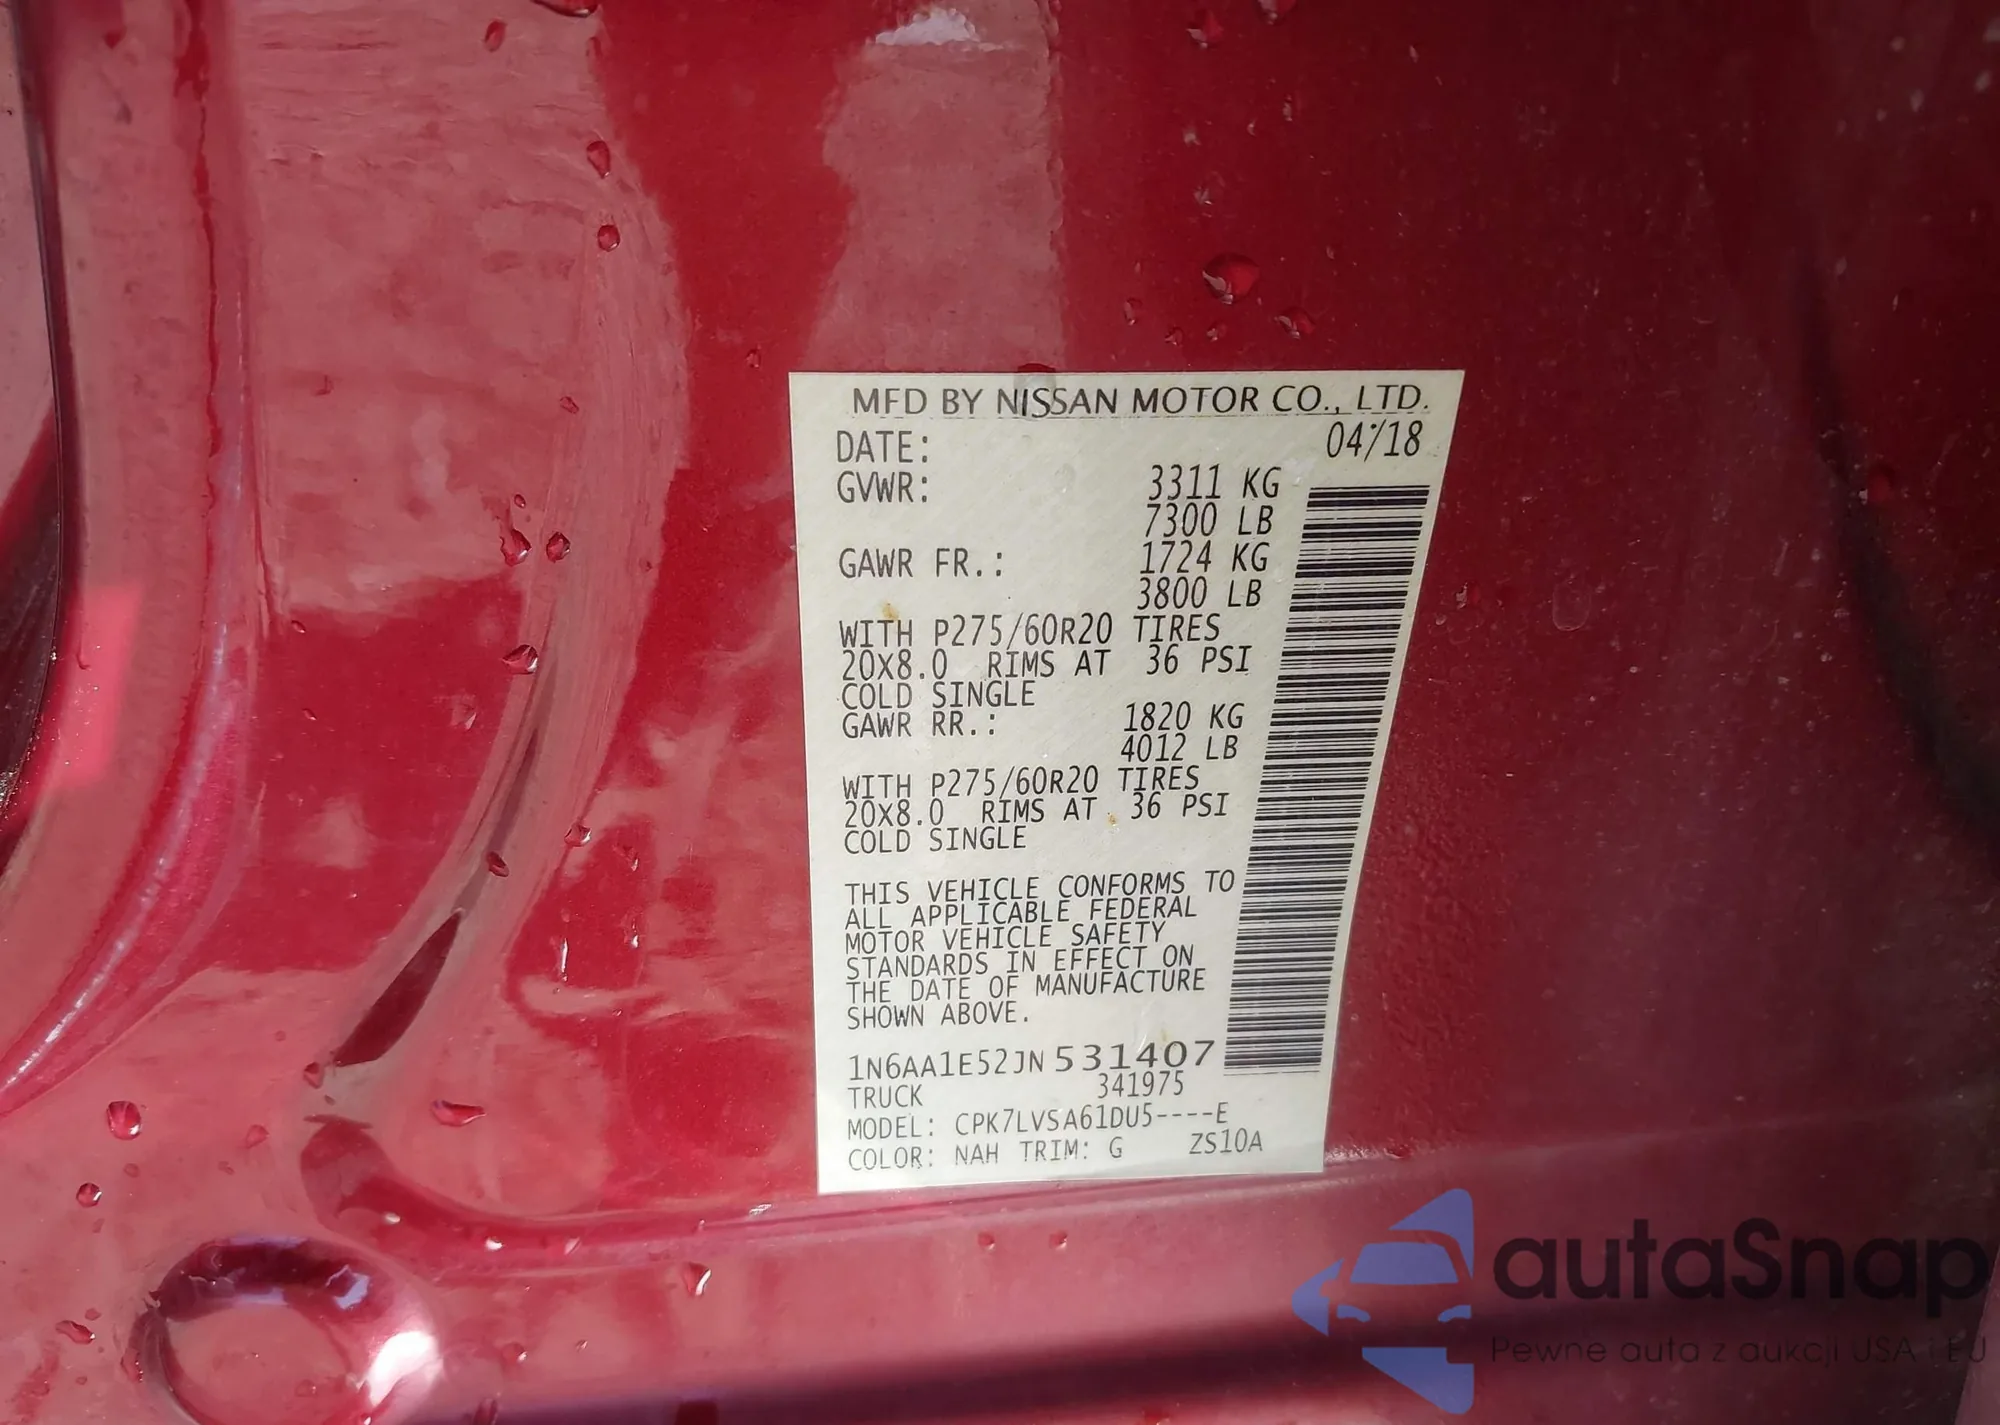 MFD BY NISSAN MOTOR CO., LTD.
DATE: 04/18
GVWR: 3311 KG
7300 LB
GAWR FR.: 1724 KG
3800 LB
WITH P275/60R20 TIRES
20X8.0 RIMS AT 36 PSI
COLD SINGLE
GAWR RR.: 1820 KG
4012 LB
WITH P275/60R20 TIRES
20X8.0 RIMS AT 36 PSI
COLD SINGLE
THIS VEHICLE CONFORMS TO
ALL APPLICABLE FEDERAL
MOTOR VEHICLE SAFETY
STANDARDS IN EFFECT ON
THE DATE OF MANUFACTURE
SHOWN ABOVE.
1N6AA1E52JN531407
TRUCK 341975
MODEL: CPK7LVSA61DU5----E
COLOR: NAH TRIM: G ZS10A
autaSnap
Pewne auta z aukcji USA i EU